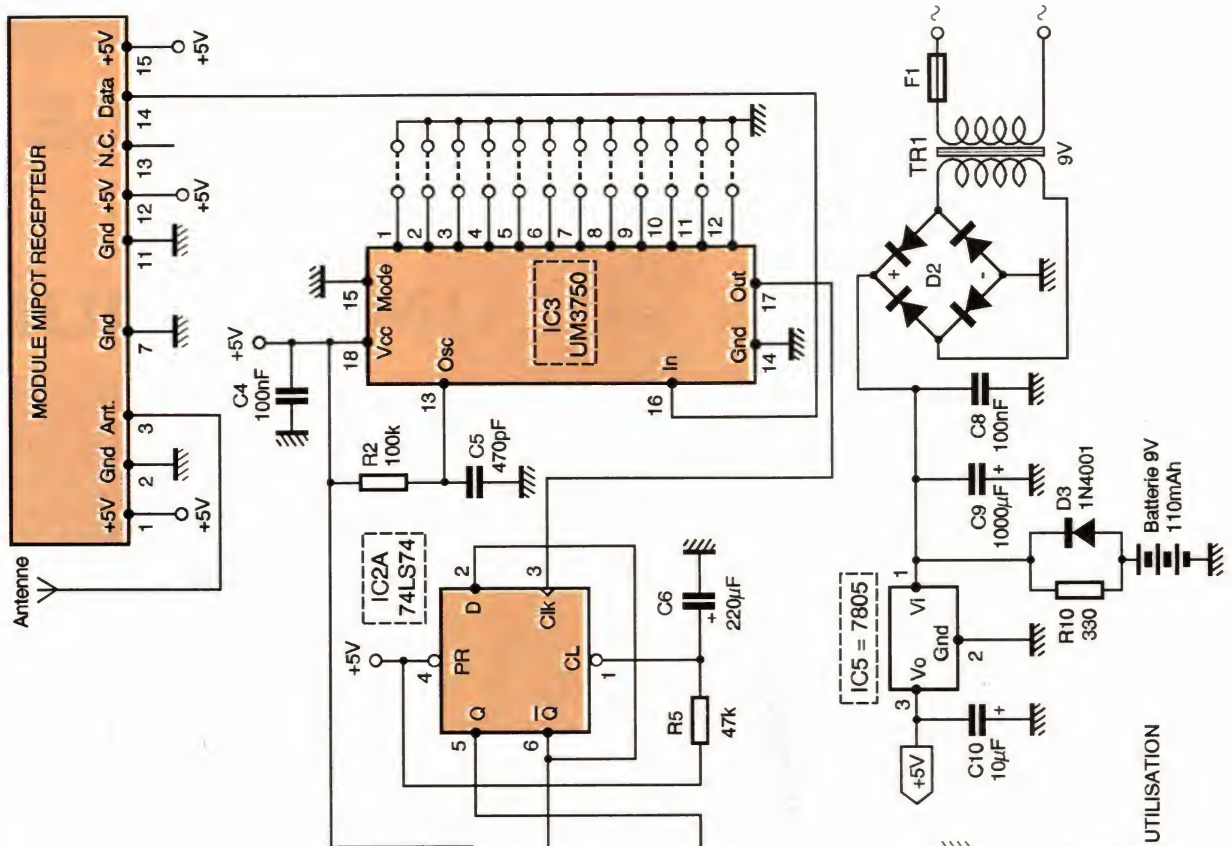 Antenne
MODULE MIPOT RECEPTEUR
+5V Gnd Ant. Gnd Gnd +5V N.C. Data +5V
1 2 3 7 11 12 13 14 15
+5V
+5V
+5V
+5V
C4
100nF
18
Vcc
15
Mode
13
Osc
IC3
UM3750
16
In
14
Gnd
17
Out
1
2
3
4
5
6
7
8
9
10
11
12
R2
100k
C5
470pF
IC2A
74LS74
+5V
4
PR
2
D
3
Clk
5
Q
6
Q
CL
1
R5
47k
C6
+
220µF
F1
~
~
TR1
9V
+
D2
-
IC5 = 7805
Vi
1
Vo
3
Gnd
2
+5V
C10
10µF
+
C9
1000µF
+
C8
100nF
D3
1N4001
R10
330
Batterie 9V
110mAh
UTILISATION